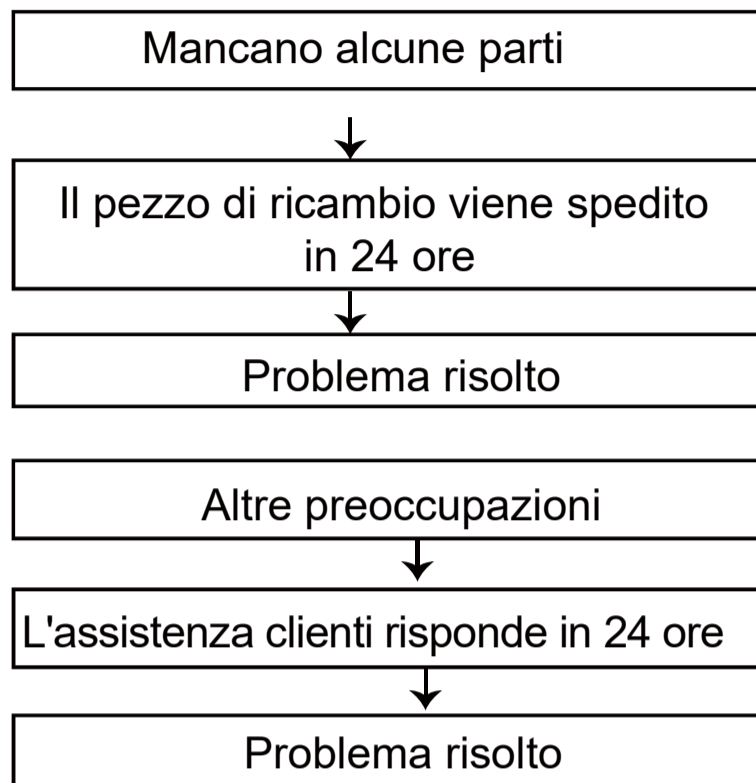 Mancano alcune parti
Il pezzo di ricambio viene spedito
in 24 ore
Problema risolto
Altre preoccupazioni
L'assistenza clienti risponde in 24 ore
Problema risolto